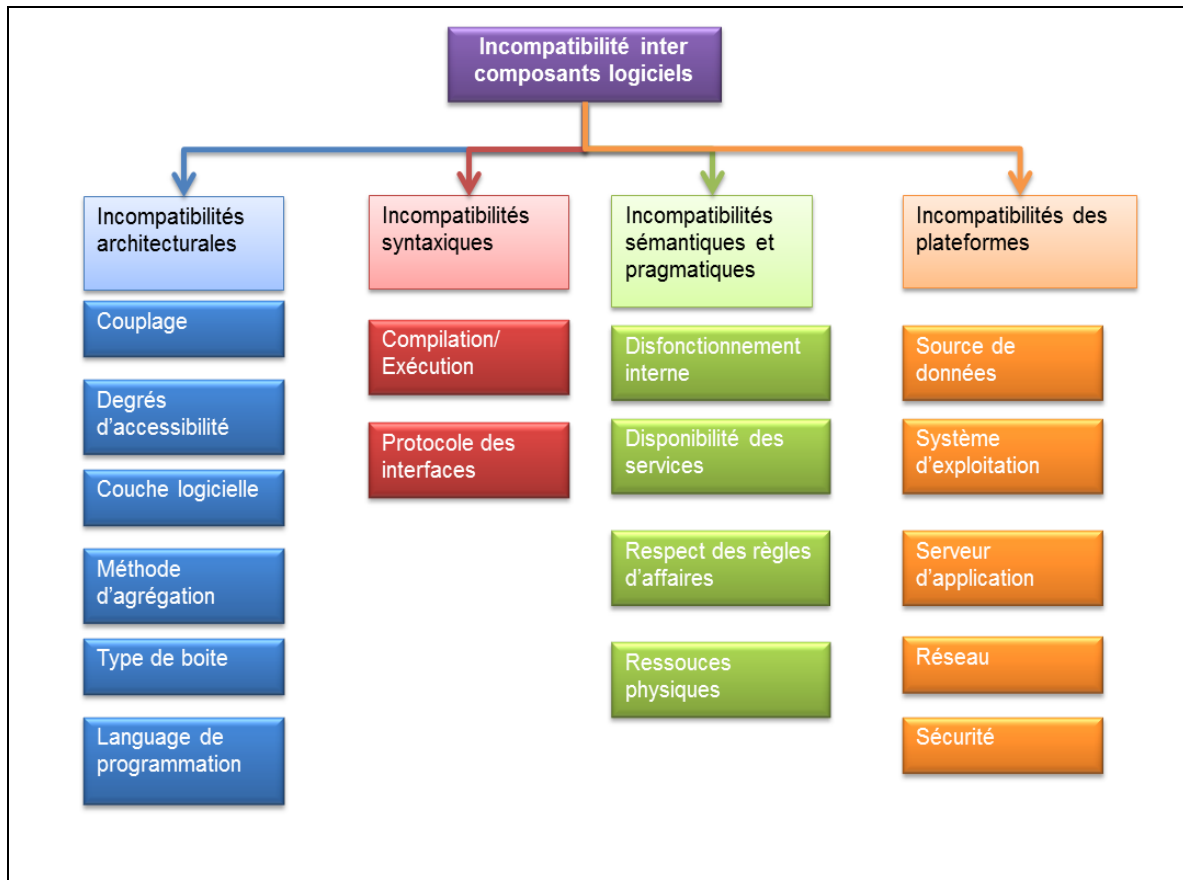 Incompatibilité inter
composants logiciels
Incompatibilités
architecturales
Couplage
Degrés
d'accessibilité
Couche logicielle
Méthode
d'agrégation
Type de boite
Language de
programmation
Incompatibilités
syntaxiques
Compilation/
Exécution
Protocole des
interfaces
Incompatibilités
sémantiques et
pragmatiques
Disfonctionnement
interne
Disponibilité des
services
Respect des règles
d'affaires
Ressouces
physiques
Incompatibilités des
plateformes
Source de
données
Système
d'exploitation
Serveur
d'application
Réseau
Sécurité